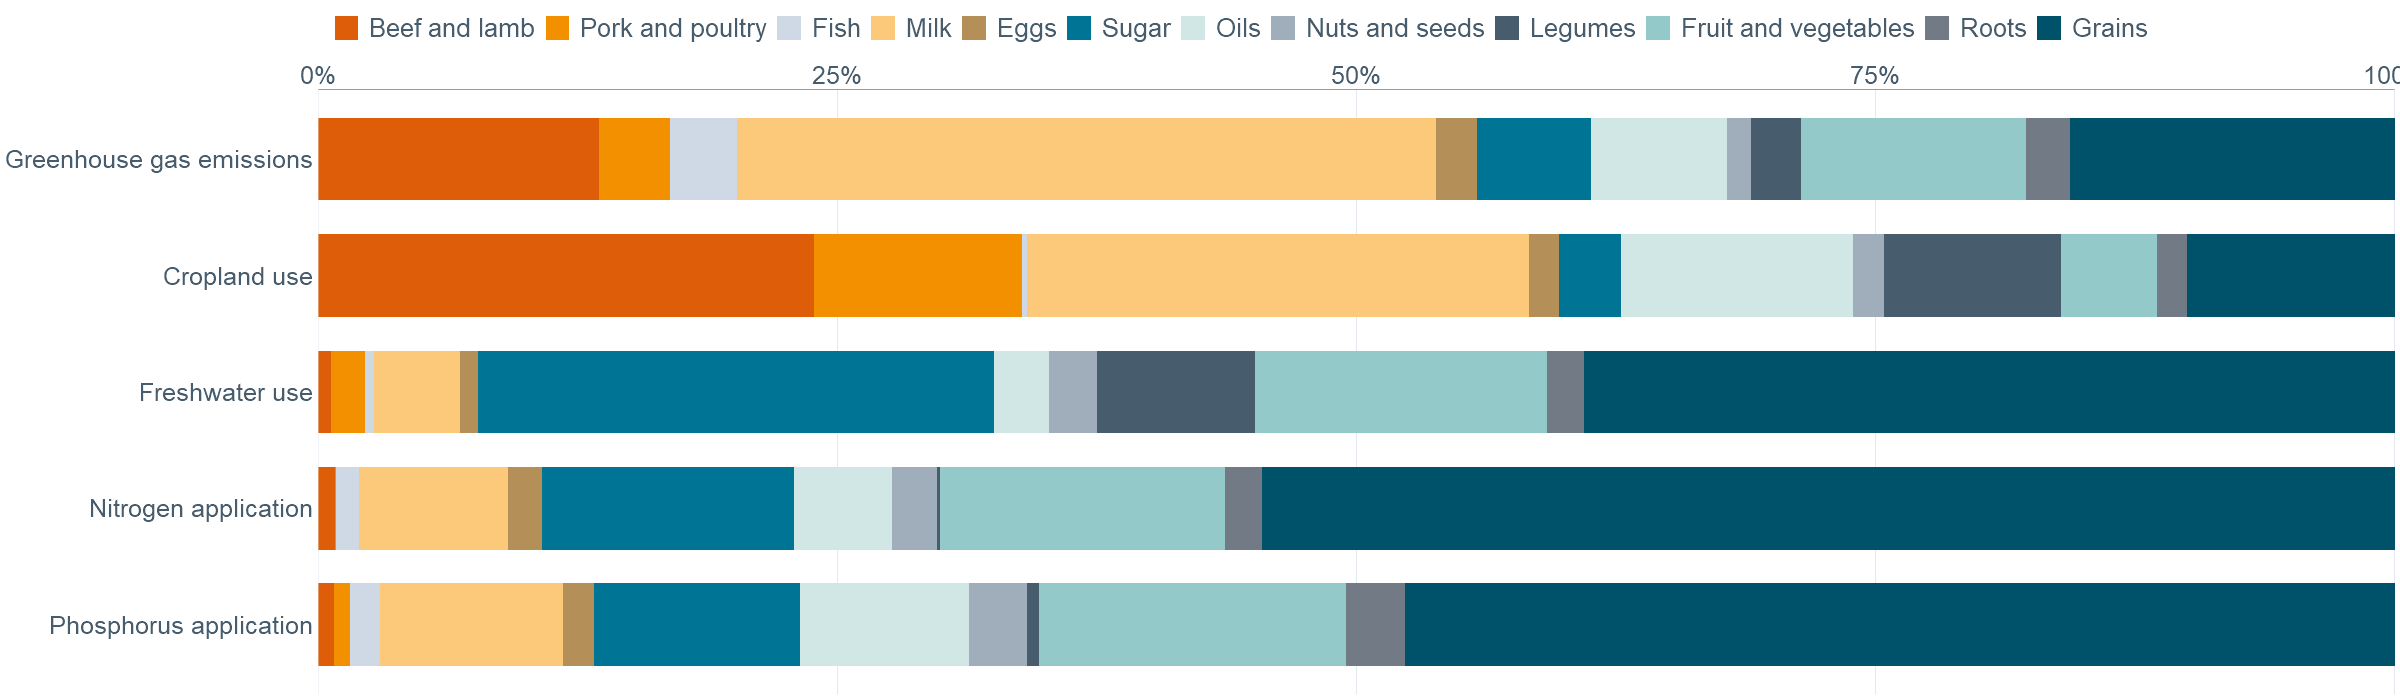 Beef and lamb Pork and poultry Fish Milk Eggs Sugar Oils Nuts and seeds Legumes Fruit and vegetables Roots Grains
0% 25% 50% 75% 100
Greenhouse gas emissions
Cropland use
Freshwater use
Nitrogen application
Phosphorus application